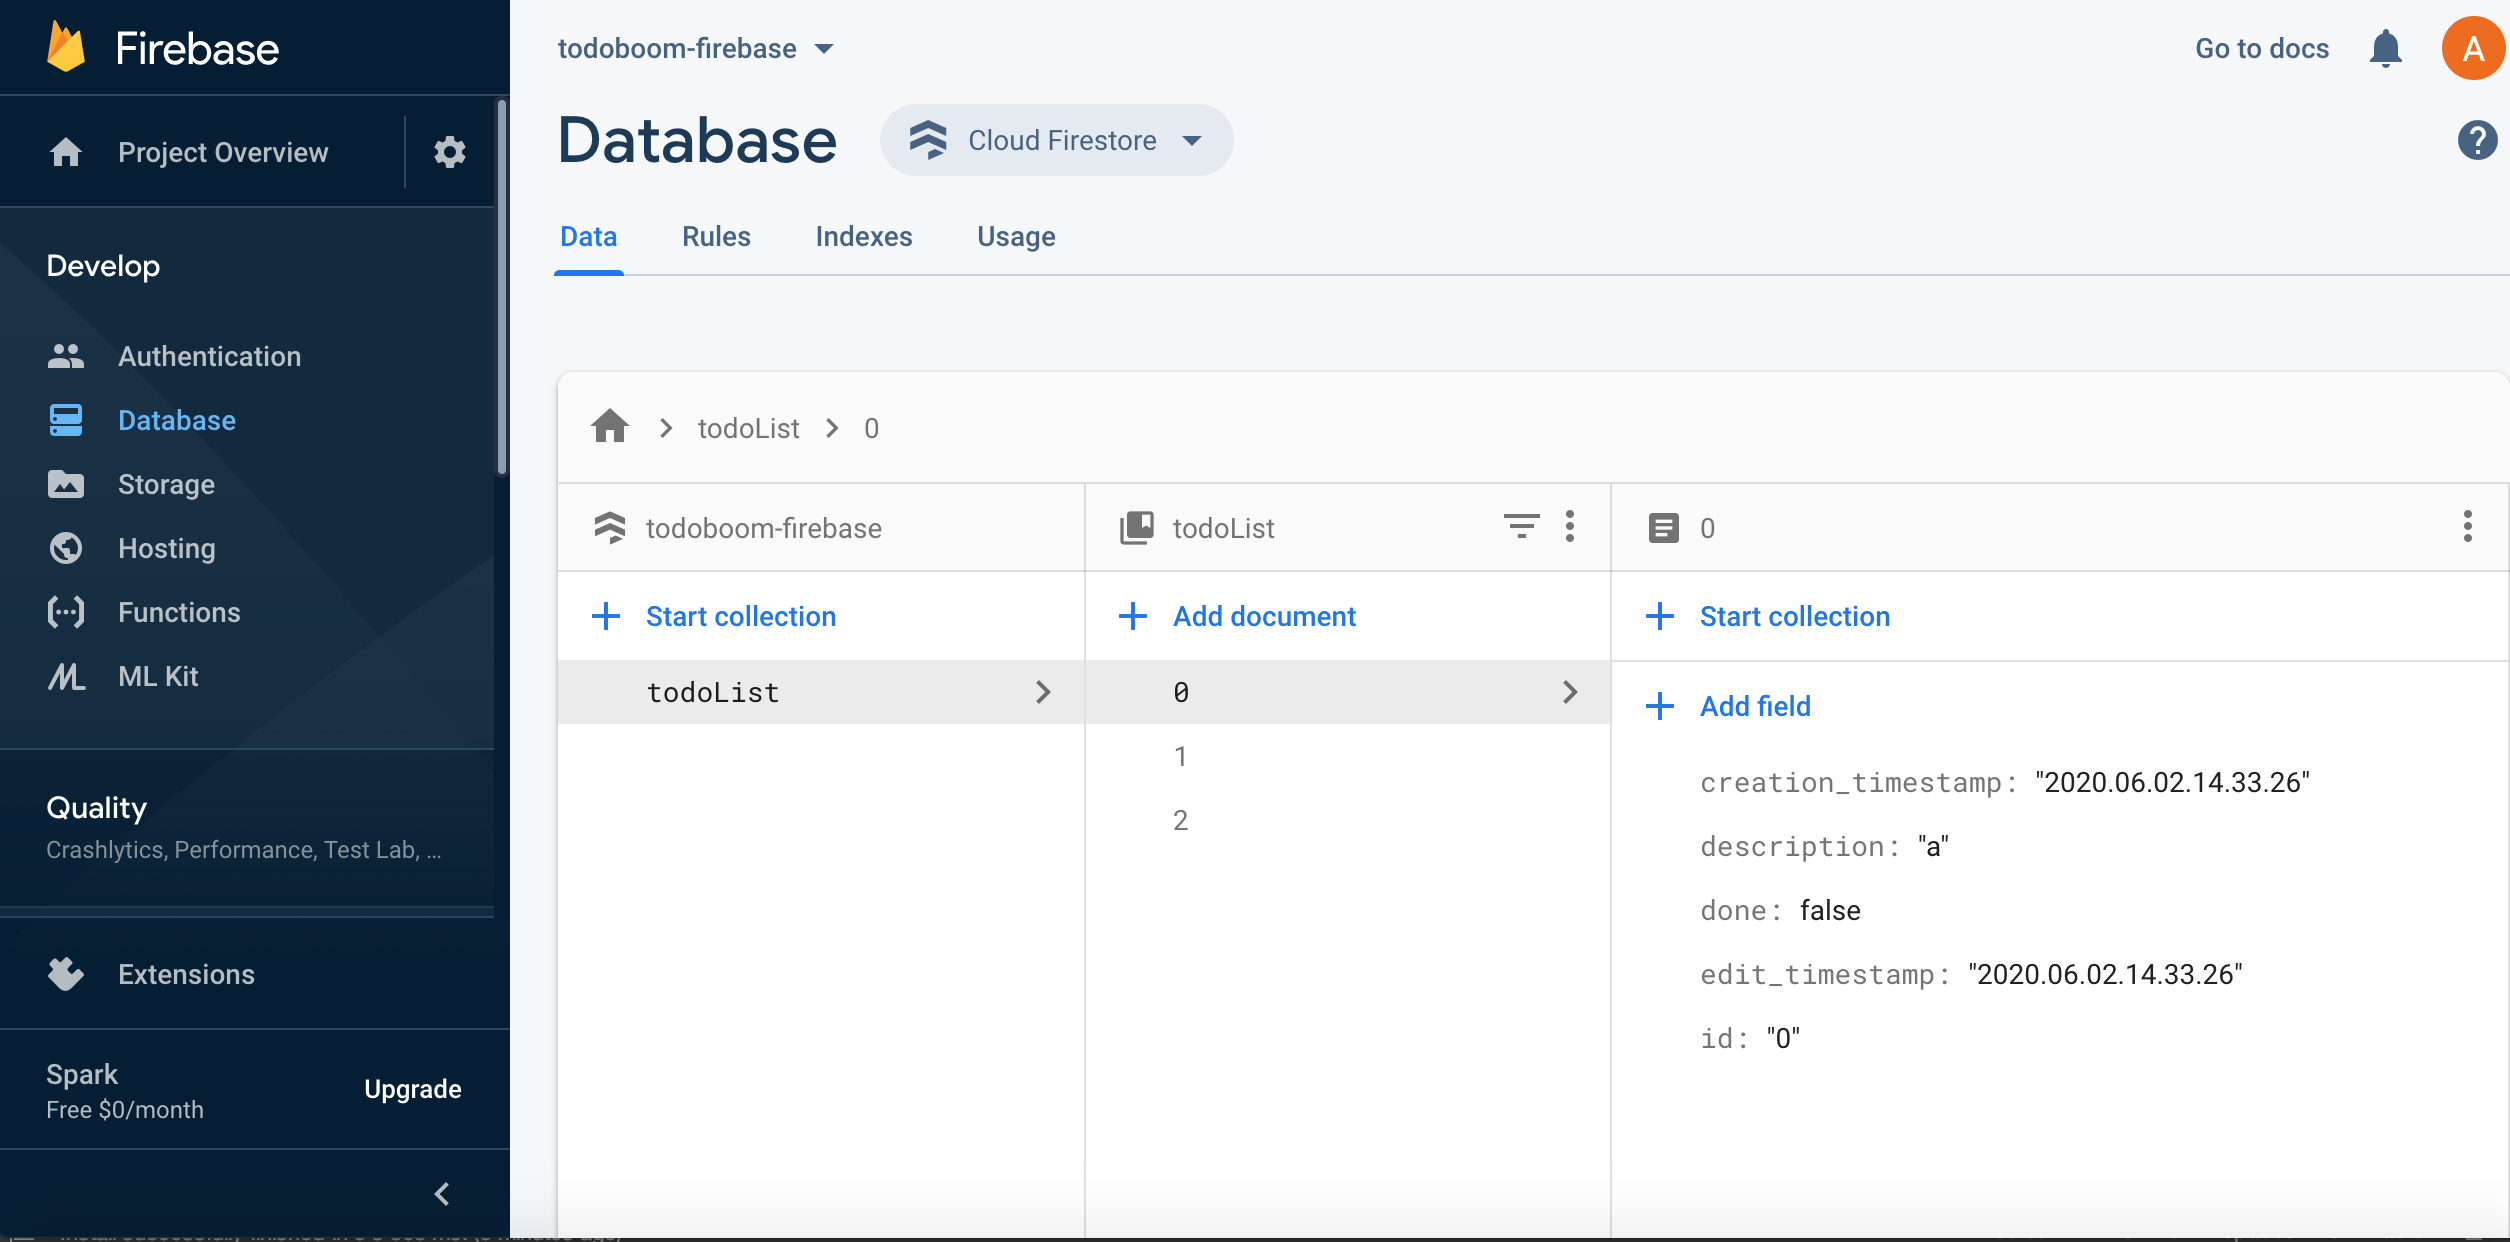 Firebase
Project Overview
Develop
Authentication
Database
Storage
Hosting
Functions
ML Kit
Quality
Crashlytics, Performance, Test Lab, ...
Extensions
Spark
Free $0/month
Upgrade
todoboom-firebase
Go to docs
A
Database
Cloud Firestore
?
Data Rules Indexes Usage
todoList 0
todoboom-firebase
Start collection
todoList
todoList
Add document
0
1
2
0
Start collection
Add field
creation_timestamp: "2020.06.02.14.33.26"
description: "a"
done: false
edit_timestamp: "2020.06.02.14.33.26"
id: "0"